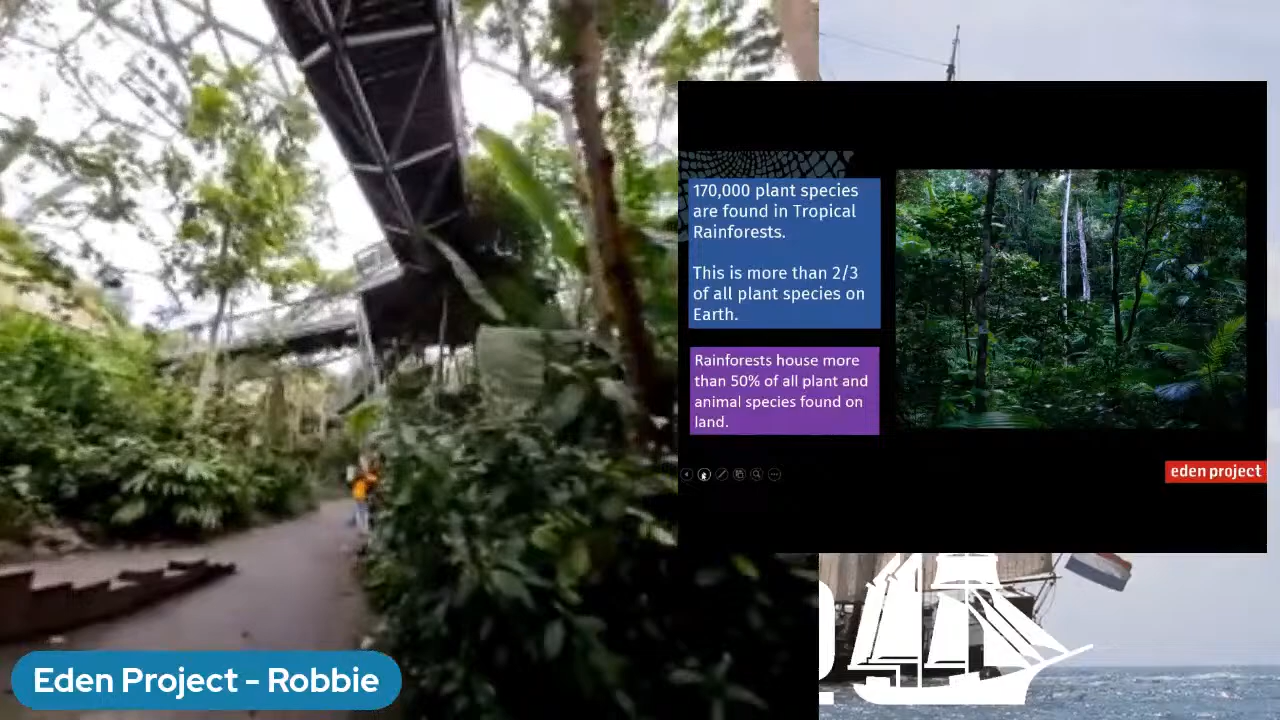 170,000 plant species
are found in Tropical
Rainforests.
This is more than 2/3
of all plant species on
Earth.
Rainforests house more
than 50% of all plant and
animal species found on
land.
eden project
Eden Project - Robbie